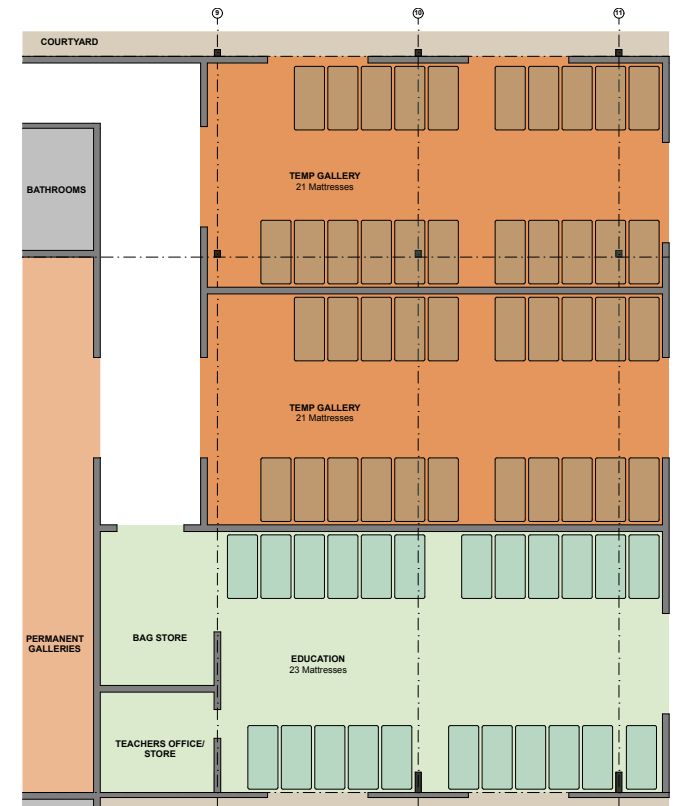 9
10
11
COURTYARD
TEMP GALLERY
21 Mattresses
BATHROOMS
TEMP GALLERY
21 Mattresses
PERMANENT
GALLERIES
BAG STORE
EDUCATION
23 Mattresses
TEACHERS OFFICE/
STORE